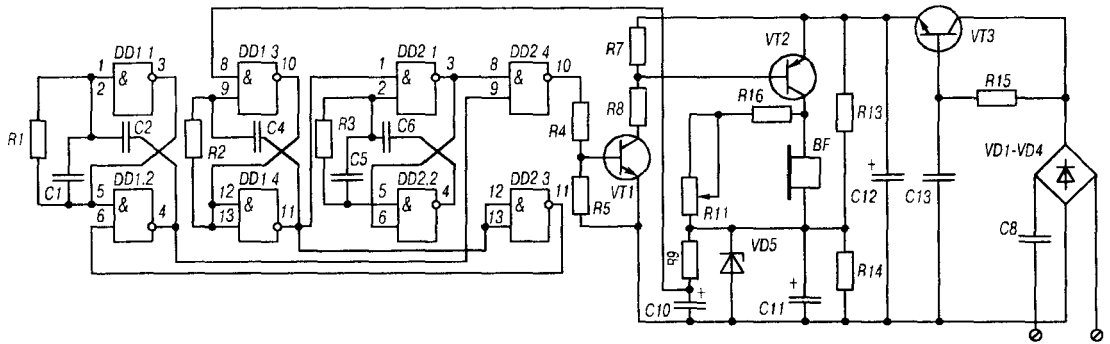 DD1 1
DD1 3
DD2 1
DD2 4
1
2
&
3
8
9
&
10
1
2
&
3
8
9
&
10
R1
C2
R2
C4
R3
C6
C1
C5
DD1.2
DD1 4
DD2,2
DD2 3
5
6
&
4
12
13
&
11
5
6
&
4
12
13
&
11
R4
R5
R7
R8
VT1
VT2
R16
R11
BF
R9
VD5
C10
+
C11
+
R13
R14
C12
+
C13
VT3
R15
VD1-VD4
C8